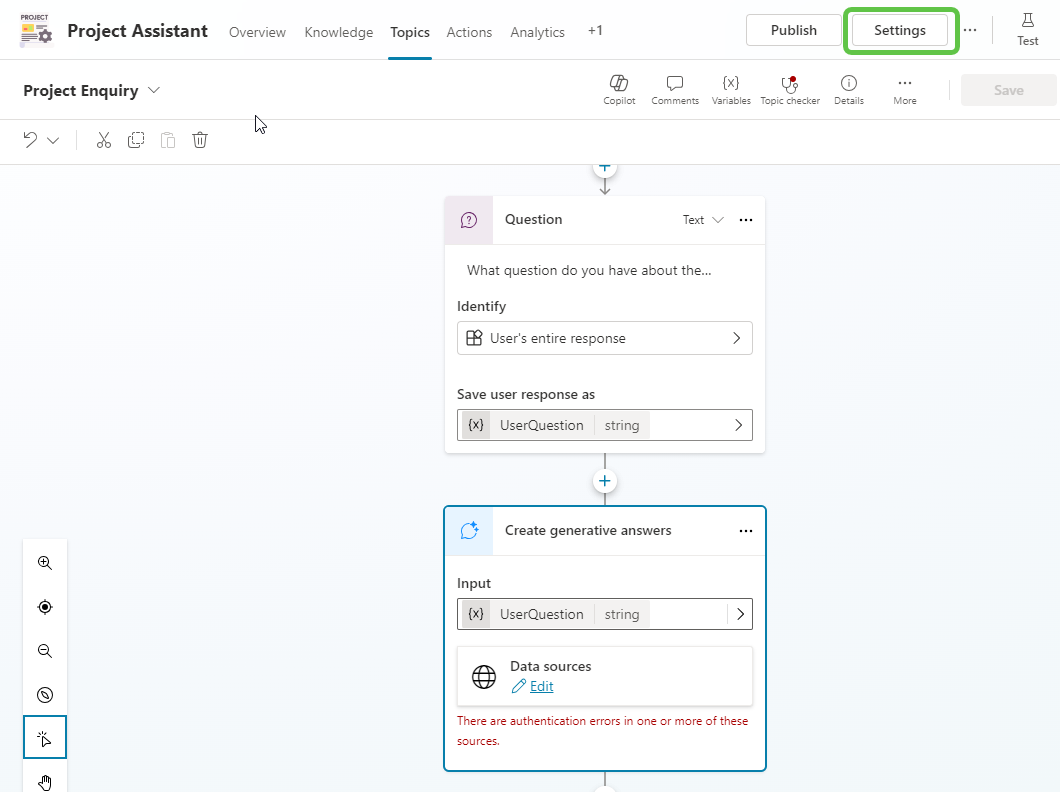 PROJECT
Project Assistant
Overview
Knowledge
Topics
Actions
Analytics
+1
Publish
Settings
...
Test
Project Enquiry
Copilot
{x}
Variables
Comments
Topic checker
Details
More
Save
Question
Text
...
What question do you have about the...
Identify
User's entire response
Save user response as
{x} UserQuestion string
Create generative answers
...
Input
{x} UserQuestion string
Data sources
Edit
There are authentication errors in one or more of these
sources.